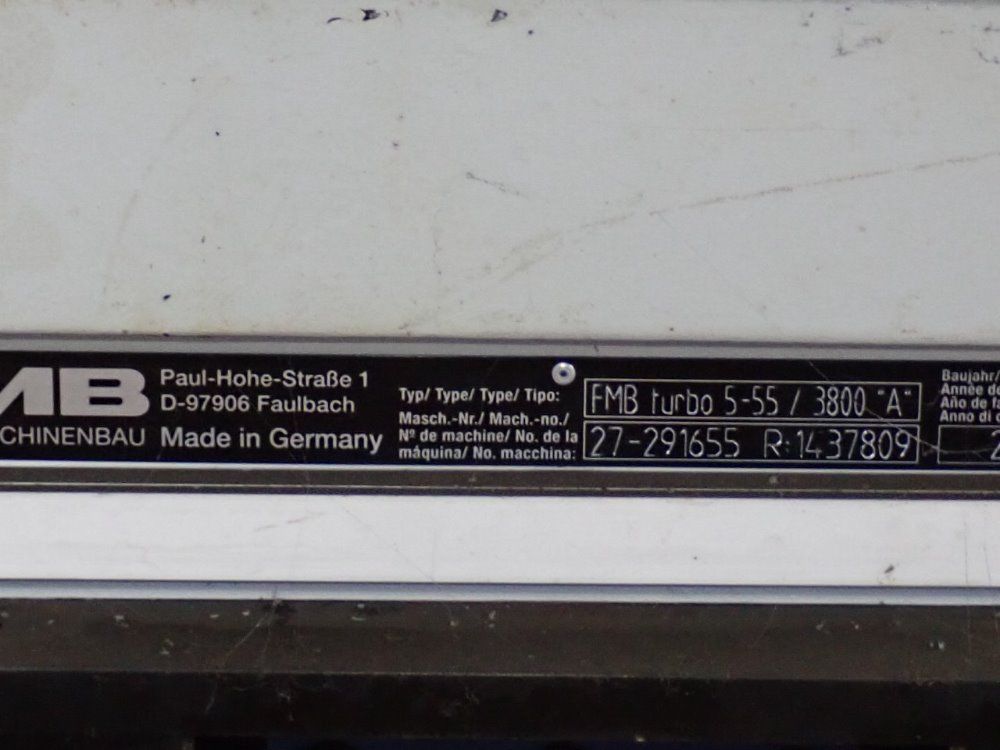 MB
CHINENBAU
Paul-Hohe-Straße 1
D-97906 Faulbach
Made in Germany
Typ/ Type/ Type/ Tipo:
FMB turbo 5-55 / 3800 "A"
Masch.-Nr./ Mach.-no./
Nº de machine/ No. de la
máquina/ No. macchina:
27-291655 R:1437809
Baujahr/
Année de
Año de fa
Anno di c
2